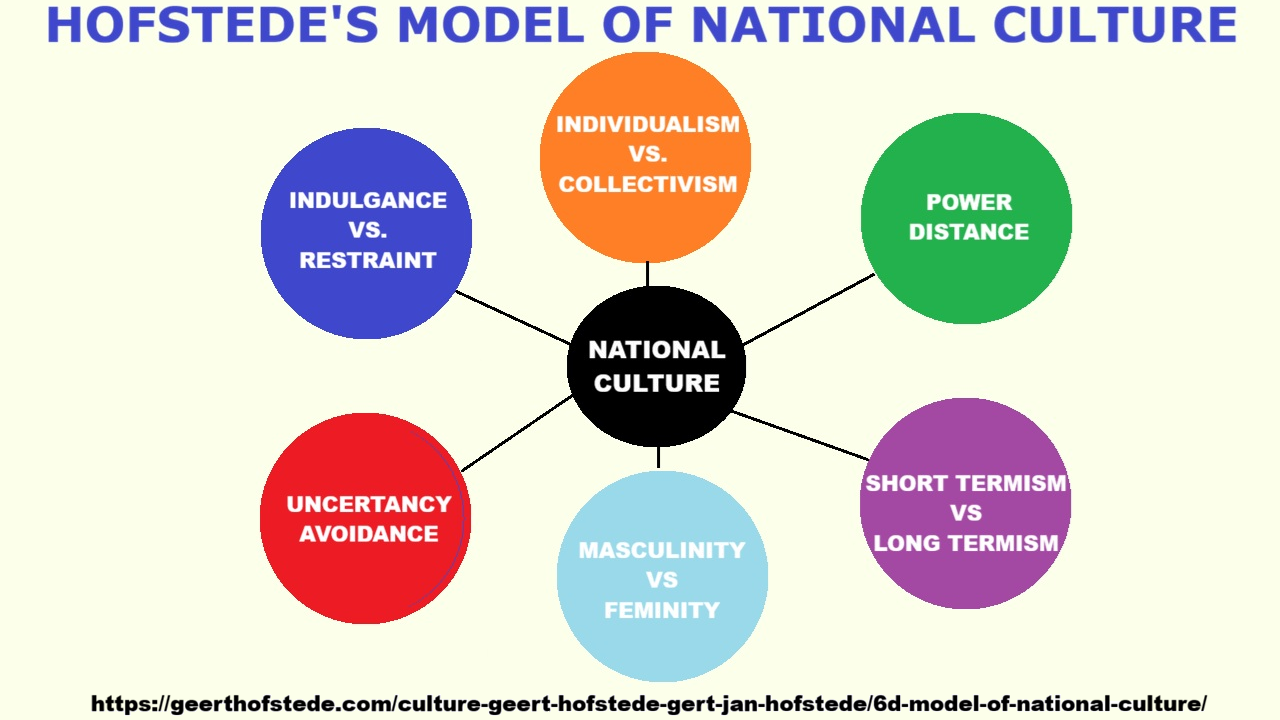 HOFSTEDE'S MODEL OF NATIONAL CULTURE
INDIVIDUALISM
VS.
COLLECTIVISM
INDULGANCE
VS.
RESTRAINT
POWER
DISTANCE
NATIONAL
CULTURE
UNCERTANCY
AVOIDANCE
SHORT TERMISM
VS
LONG TERMISM
MASCULINITY
VS
FEMINITY
https://geerthofstede.com/culture-geert-hofstede-gert-jan-hofstede/6d-model-of-national-culture/